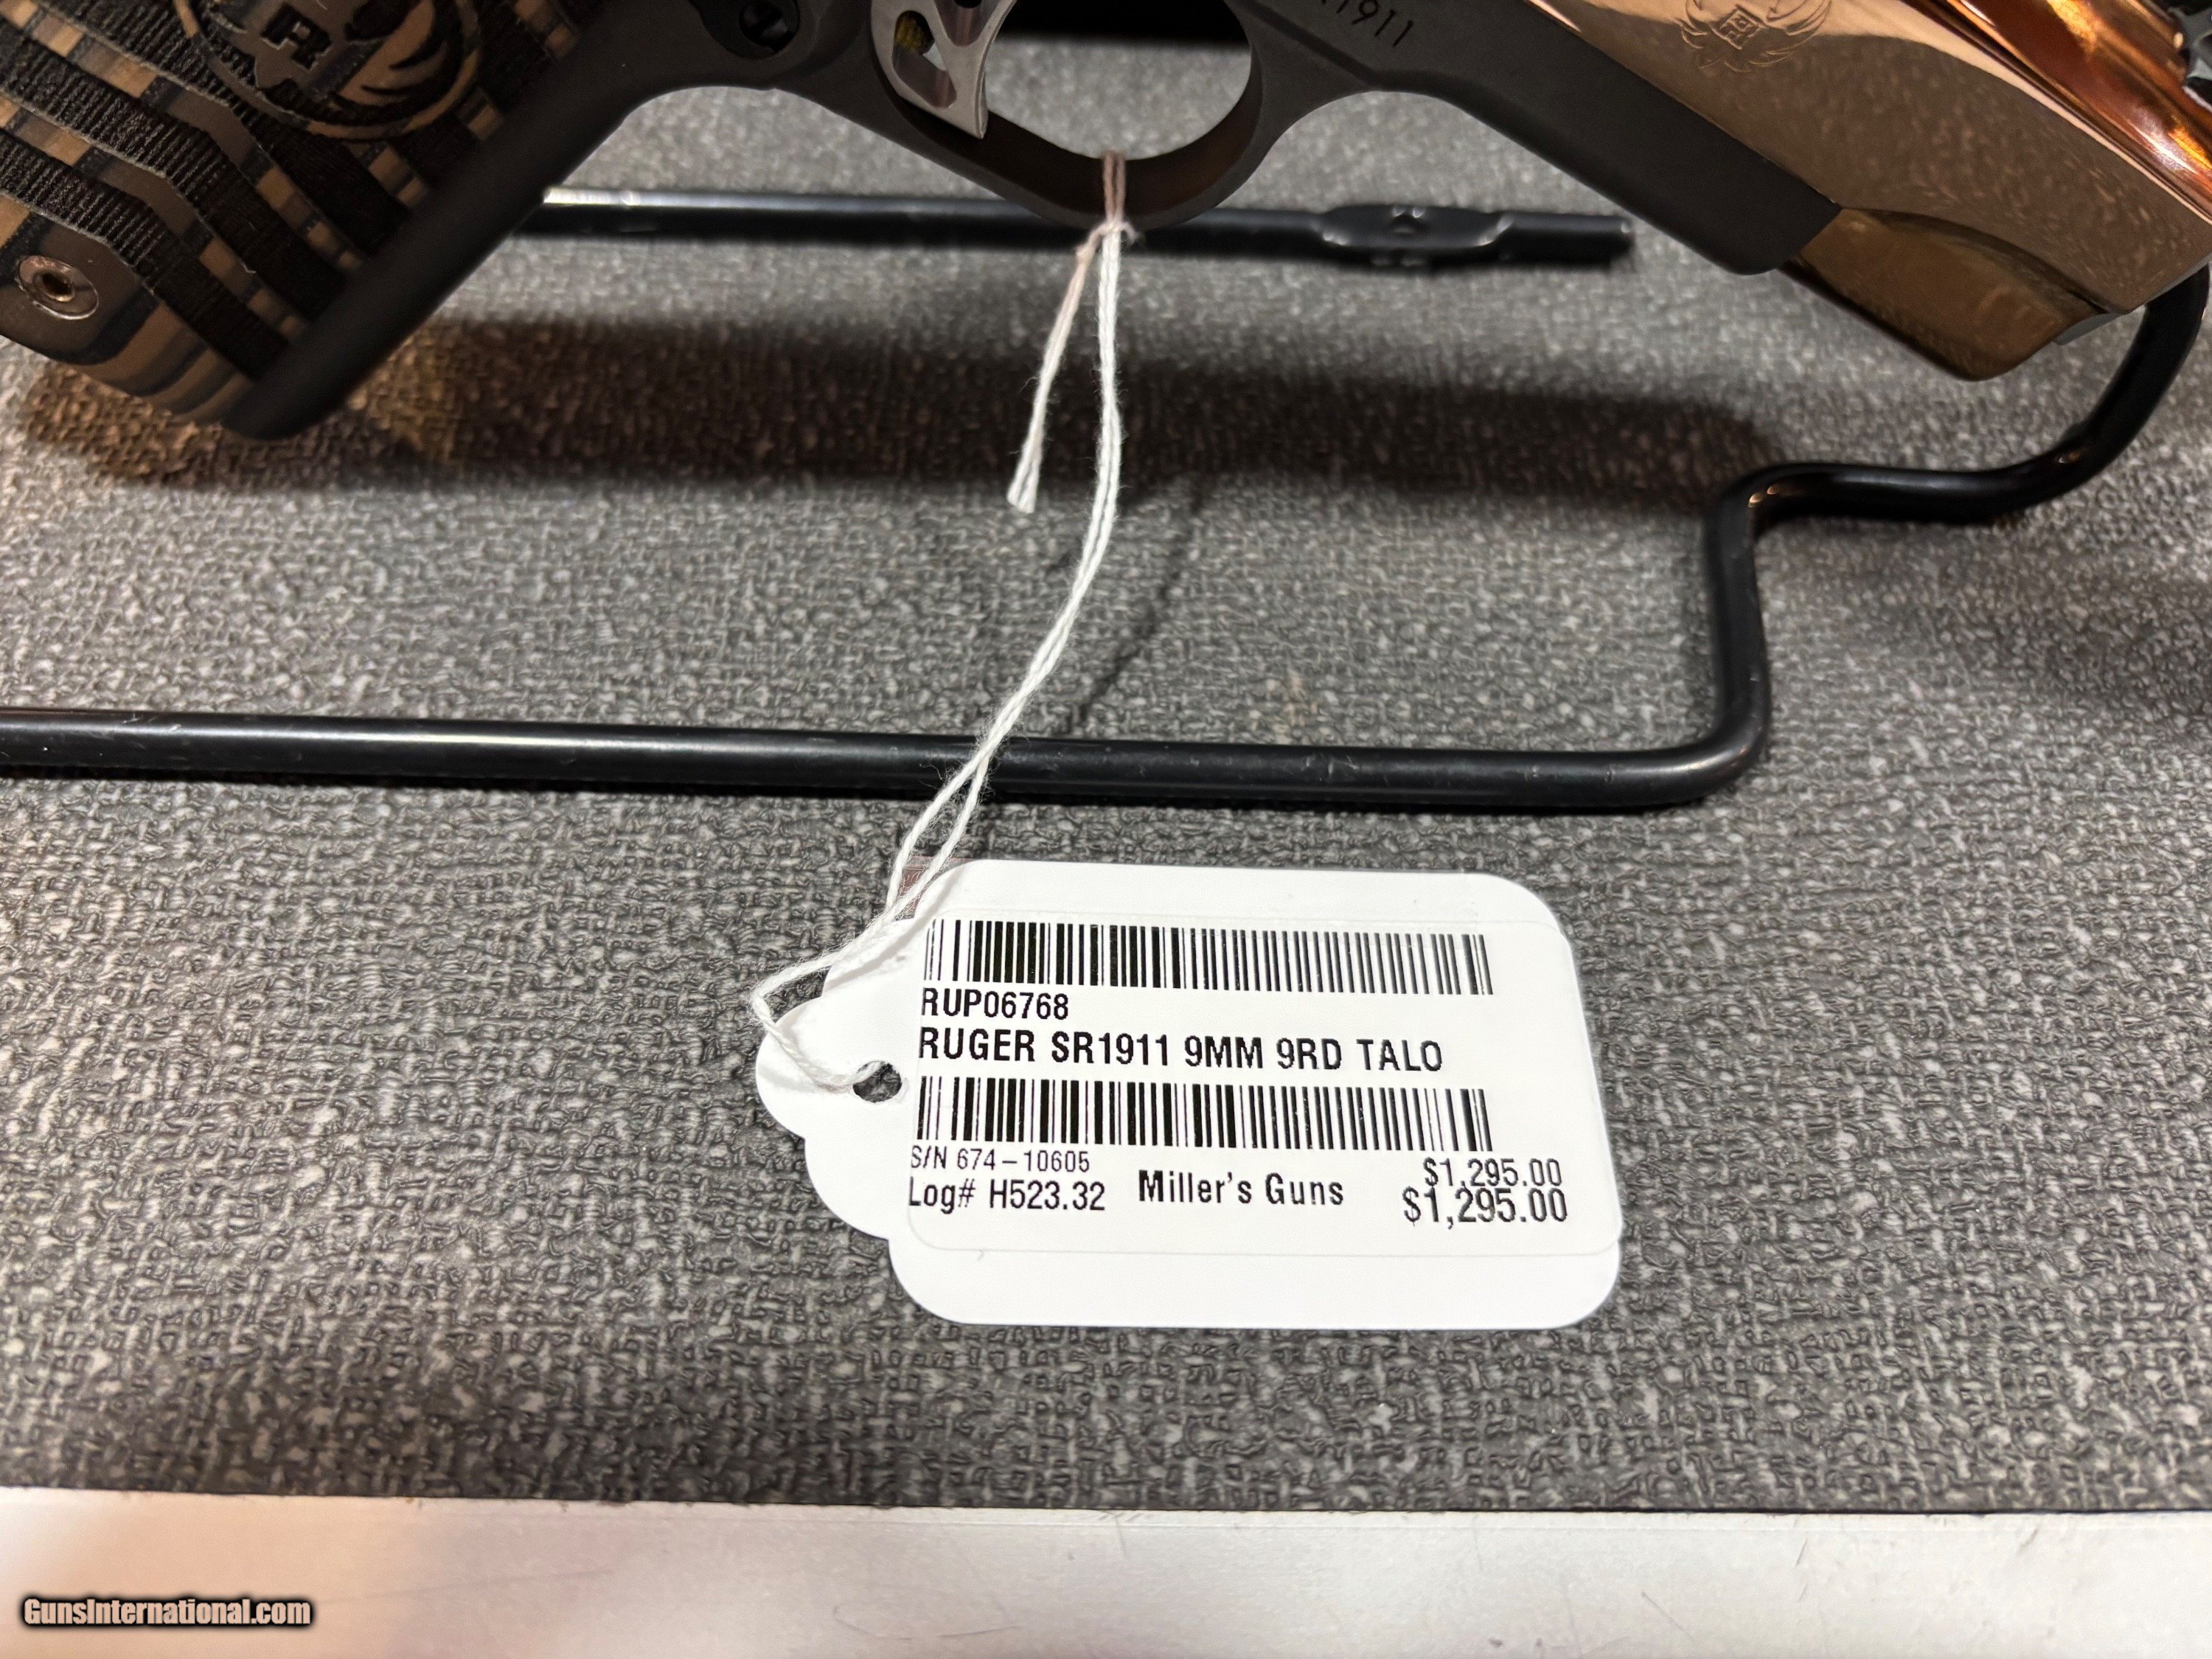 1911
RUP06768
RUGER SR1911 9MM 9RD TALO
S/N 674-10605
Log# H523.32
Miller's Guns
$1,295.00
$1,295.00
GunsInternational.com